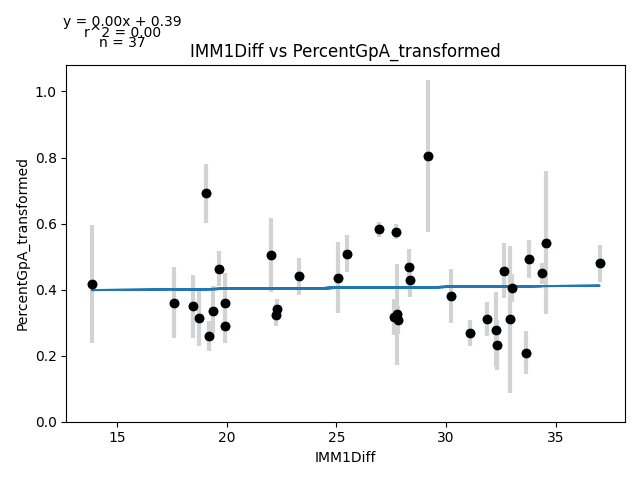 y = 0.00x + 0.39
r^2 = 0.00
n = 37
IMM1Diff vs PercentGpA_transformed
PercentGpA_transformed
1.0
0.8
0.6
0.4
0.2
0.0
15 20 25 30 35
IMM1Diff